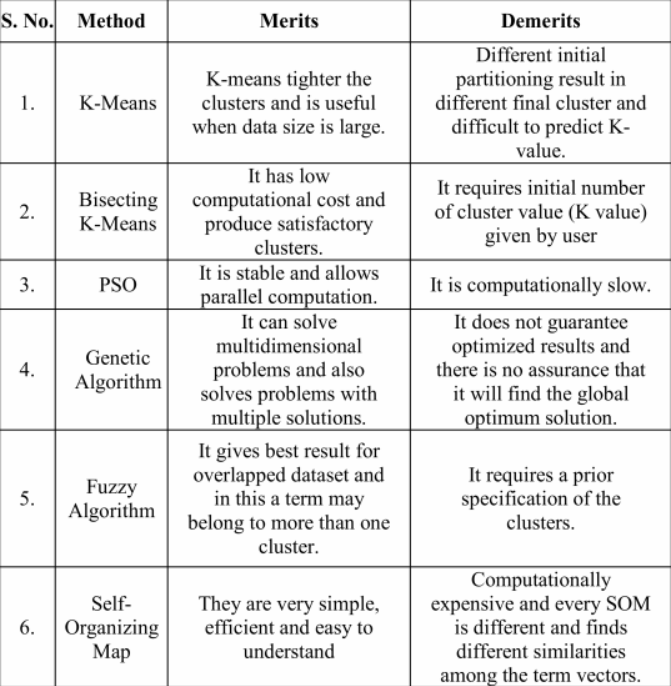 S. No. Method Merits Demerits
1. K-Means
K-means tighter the
clusters and is useful
when data size is large.
Different initial
partitioning result in
different final cluster and
difficult to predict K-
value.
2. Bisecting
K-Means
It has low
computational cost and
produce satisfactory
clusters.
It requires initial number
of cluster value (K value)
given by user
3. PSO
It is stable and allows
parallel computation.
It is computationally slow.
4. Genetic
Algorithm
It can solve
multidimensional
problems and also
solves problems with
multiple solutions.
It does not guarantee
optimized results and
there is no assurance that
it will find the global
optimum solution.
5. Fuzzy
Algorithm
It gives best result for
overlapped dataset and
in this a term may
belong to more than one
cluster.
It requires a prior
specification of the
clusters.
6. Self-
Organizing
Map
They are very simple,
efficient and easy to
understand
Computationally
expensive and every SOM
is different and finds
different similarities
among the term vectors.